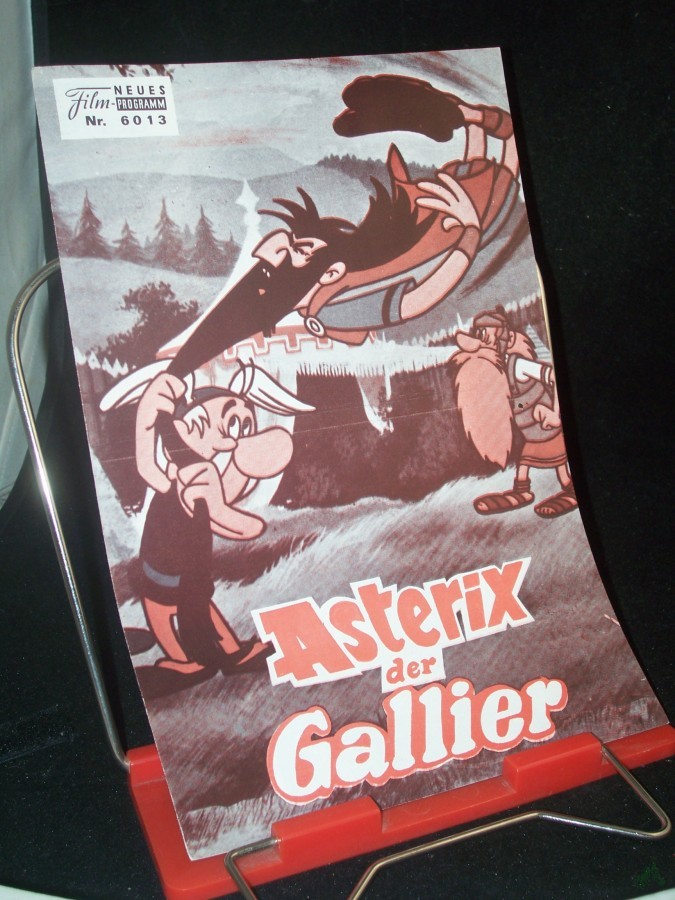 NEUES
Film-PROGRAMM
Nr. 6013
Asterix
der
Gallier